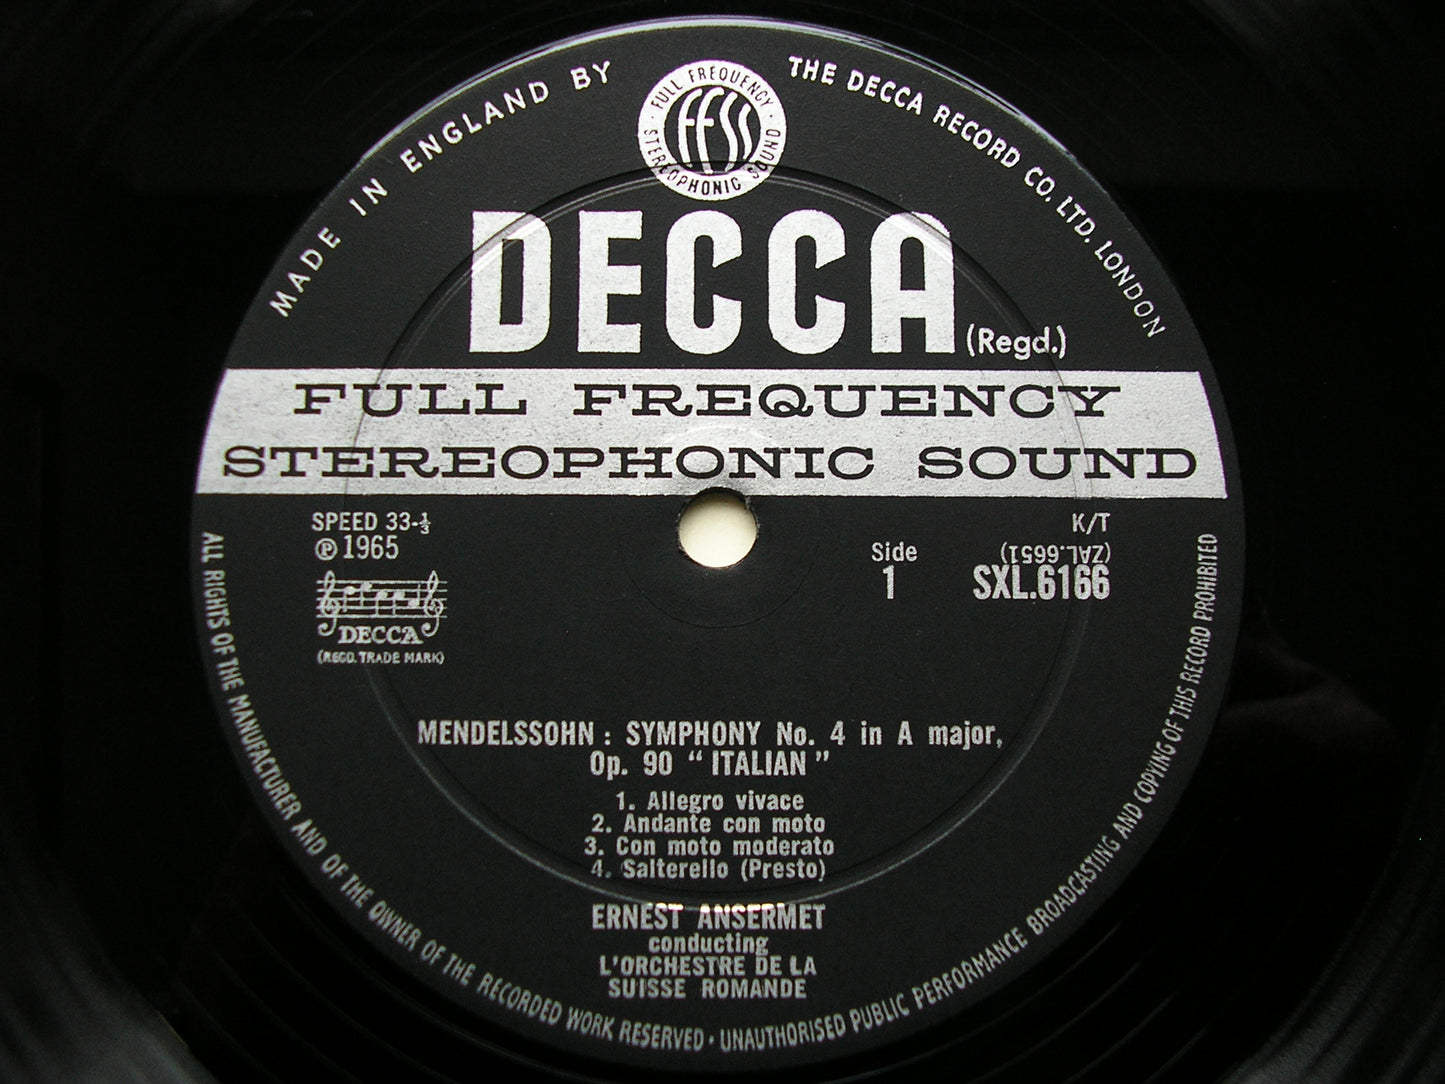 MADE IN ENGLAND BY THE DECCA RECORD CO. LTD. LONDON
FULL FREQUENCY
FFSS
STEREOPHONIC SOUND
DECCA
(Regd.)
FULL FREQUENCY
STEREOPHONIC SOUND
SPEED 33-⅓
℗ 1965
DECCA
(REGD. TRADE MARK)
K/T
Side
(ZAL.6651)
1
SXL.6166
MENDELSSOHN : SYMPHONY No. 4 in A major,
Op. 90 “ ITALIAN ”
1. Allegro vivace
2. Andante con moto
3. Con moto moderato
4. Salterello (Presto)
ERNEST ANSERMET
conducting
L'ORCHESTRE DE LA
SUISSE ROMANDE
ALL RIGHTS OF THE MANUFACTURER AND OF THE OWNER OF THE RECORDED WORK RESERVED · UNAUTHORISED PUBLIC PERFORMANCE BROADCASTING AND COPYING OF THIS RECORD PROHIBITED